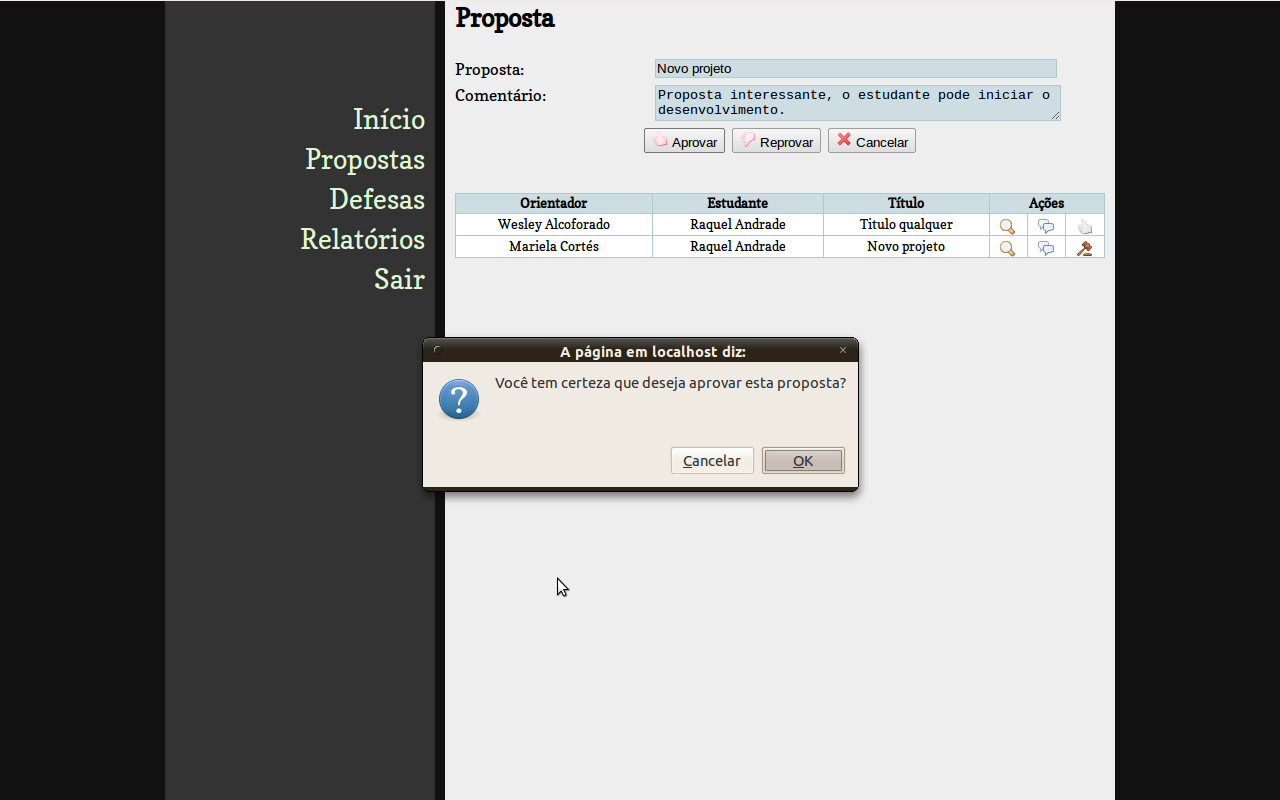 Proposta
Início
Propostas
Defesas
Relatórios
Sair
Proposta:
Novo projeto
Comentário:
Proposta interessante, o estudante pode iniciar o
desenvolvimento.
Aprovar Reprovar Cancelar
Orientador Estudante Título Ações
Wesley Alcoforado Raquel Andrade Titulo qualquer
Mariela Cortés Raquel Andrade Novo projeto
A página em localhost diz:
Você tem certeza que deseja aprovar esta proposta?
Cancelar OK